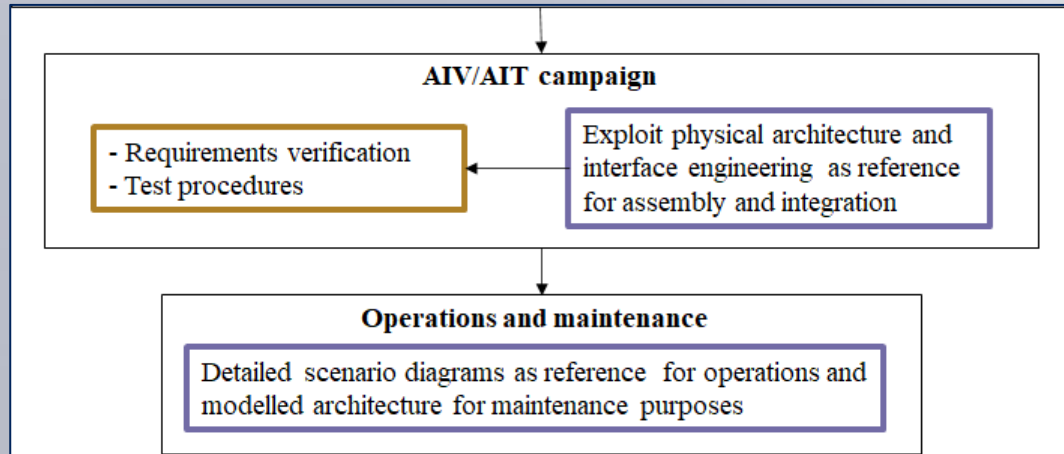 AIV/AIT campaign
- Requirements verification
- Test procedures
Exploit physical architecture and
interface engineering as reference
for assembly and integration
Operations and maintenance
Detailed scenario diagrams as reference for operations and
modelled architecture for maintenance purposes